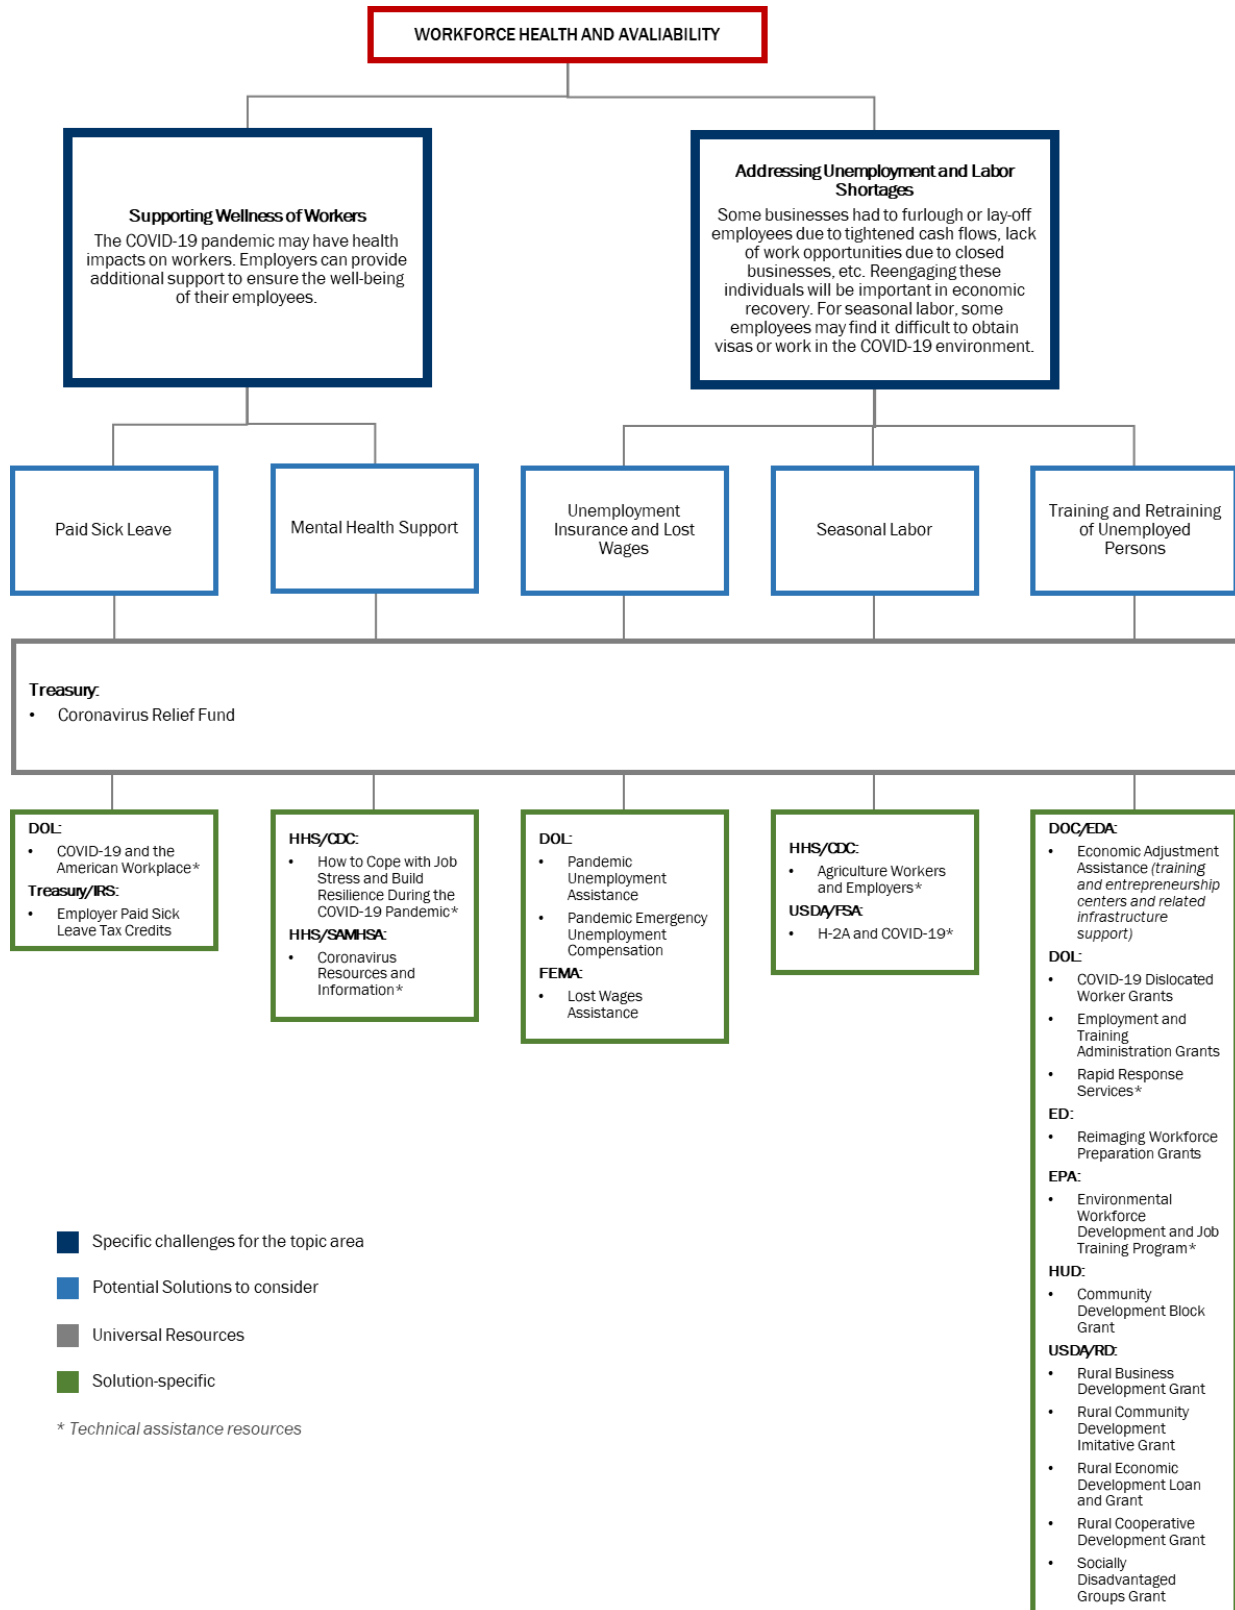 WORKFORCE HEALTH AND AVALIABILITY
Supporting Wellness of Workers
The COVID-19 pandemic may have health
impacts on workers. Employers can provide
additional support to ensure the well-being
of their employees.
Addressing Unemployment and Labor
Shortages
Some businesses had to furlough or lay-off
employees due to tightened cash flows, lack
of work opportunities due to closed
businesses, etc. Reengaging these
individuals will be important in economic
recovery. For seasonal labor, some
employees may find it difficult to obtain
visas or work in the COVID-19 environment.
Paid Sick Leave
Mental Health Support
Unemployment
Insurance and Lost
Wages
Seasonal Labor
Training and Retraining
of Unemployed
Persons
Treasury:
• Coronavirus Relief Fund
DOL:
• COVID-19 and the
American Workplace*
Treasury/IRS:
• Employer Paid Sick
Leave Tax Credits
HHS/CDC:
• How to Cope with Job
Stress and Build
Resilience During the
COVID-19 Pandemic*
HHS/SAMHSA:
• Coronavirus
Resources and
Information*
DOL:
• Pandemic
Unemployment
Assistance
• Pandemic Emergency
Unemployment
Compensation
FEMA:
• Lost Wages
Assistance
HHS/CDC:
• Agriculture Workers
and Employers*
USDA/FSA:
• H-2A and COVID-19*
DOC/EDA:
• Economic Adjustment
Assistance (training
and entrepreneurship
centers and related
infrastructure
support)
DOL:
• COVID-19 Dislocated
Worker Grants
• Employment and
Training
Administration Grants
• Rapid Response
Services*
ED:
• Reimaging Workforce
Preparation Grants
EPA:
• Environmental
Workforce
Development and Job
Training Program*
HUD:
• Community
Development Block
Grant
USDA/RD:
• Rural Business
Development Grant
• Rural Community
Development
Imitative Grant
• Rural Economic
Development Loan
and Grant
• Rural Cooperative
Development Grant
• Socially
Disadvantaged
Groups Grant
Specific challenges for the topic area
Potential Solutions to consider
Universal Resources
Solution-specific
* Technical assistance resources